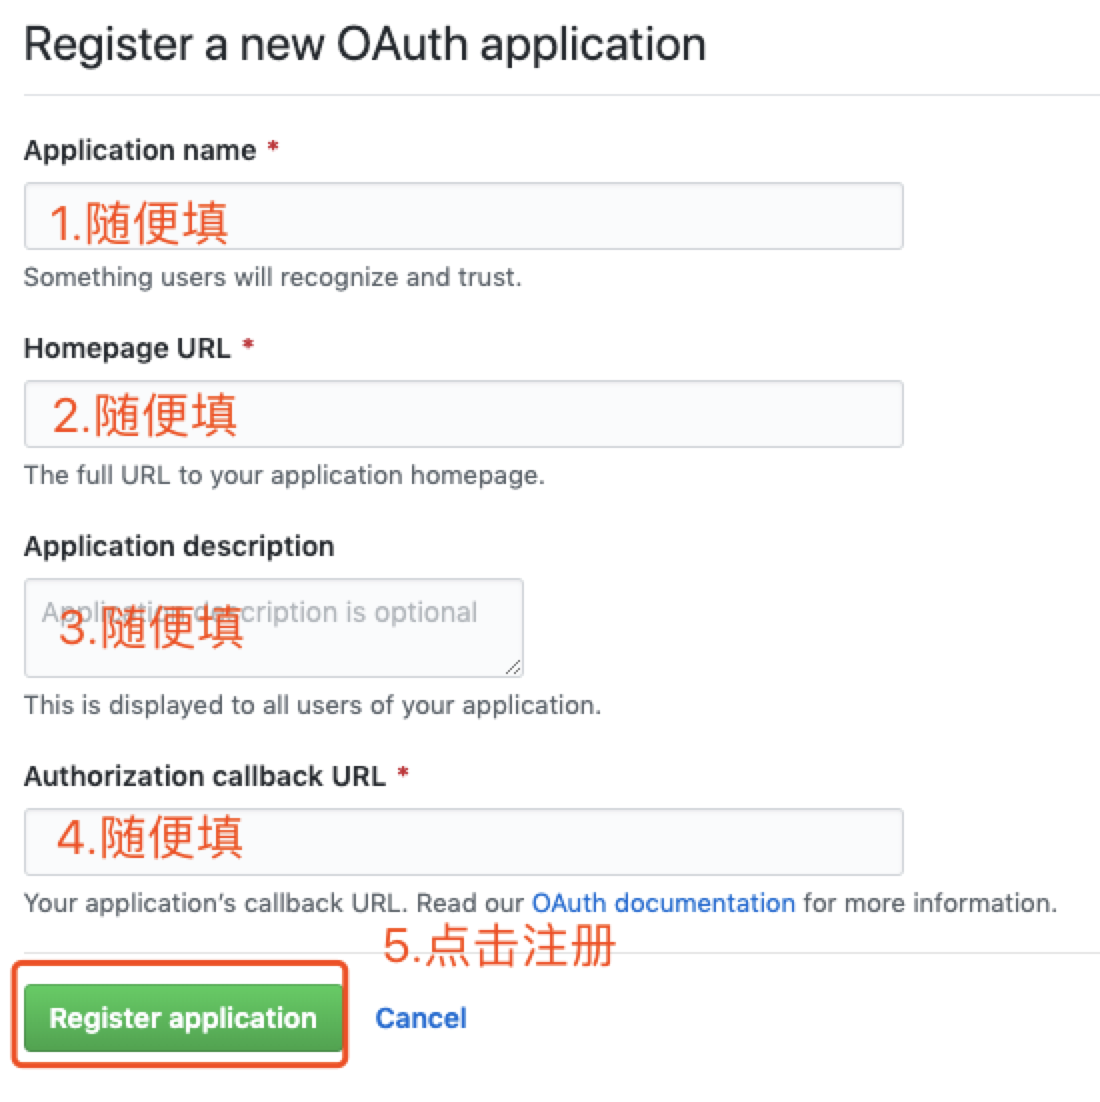 Register a new OAuth application
Application name *
1.随便填
Something users will recognize and trust.
Homepage URL *
2.随便填
The full URL to your application homepage.
Application description
Application description is optional
3.随便填
This is displayed to all users of your application.
Authorization callback URL *
4.随便填
Your application's callback URL. Read our OAuth documentation for more information.
5.点击注册
Register application Cancel